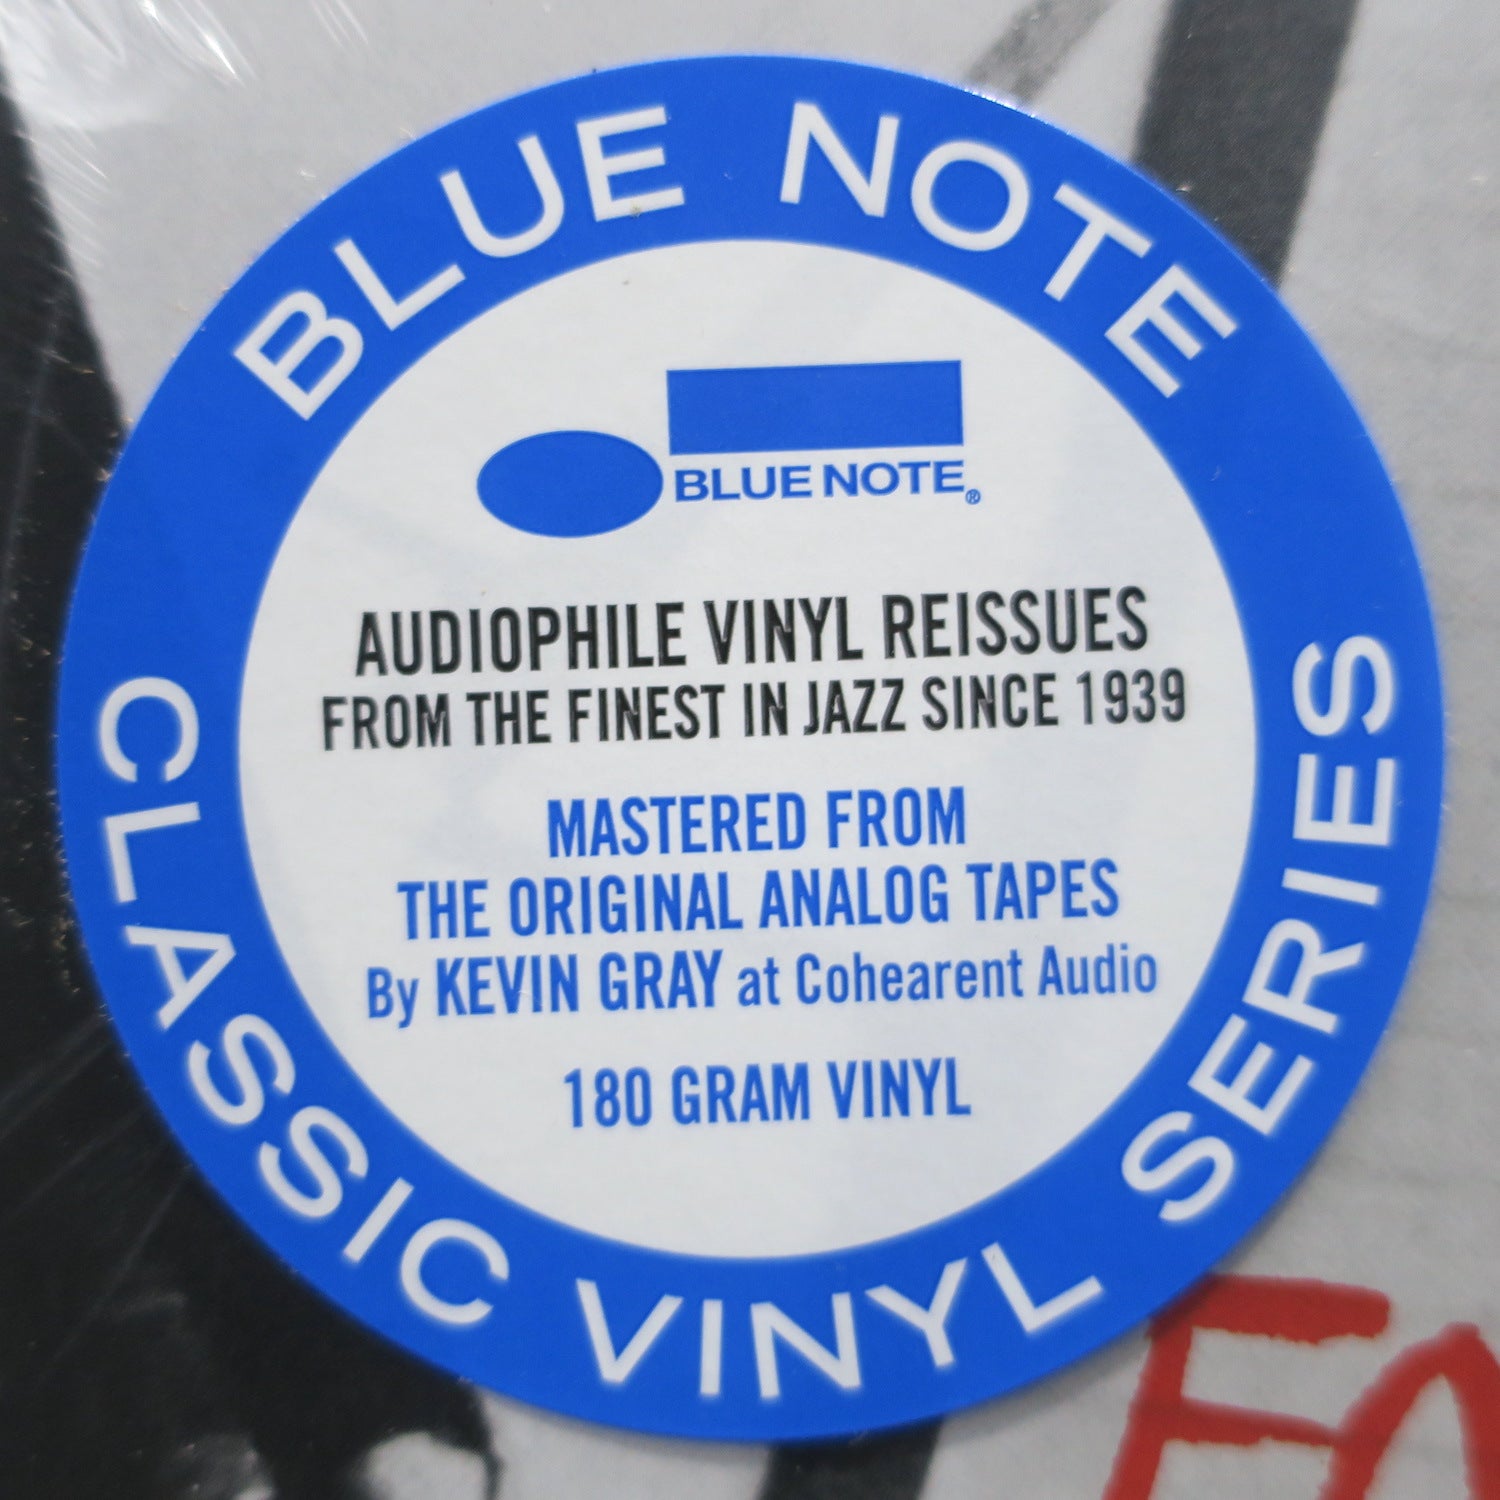 BLUE NOTE
BLUE NOTE®
AUDIOPHILE VINYL REISSUES
FROM THE FINEST IN JAZZ SINCE 1939
MASTERED FROM
THE ORIGINAL ANALOG TAPES
By KEVIN GRAY at Cohearent Audio
180 GRAM VINYL
CLASSIC VINYL SERIES